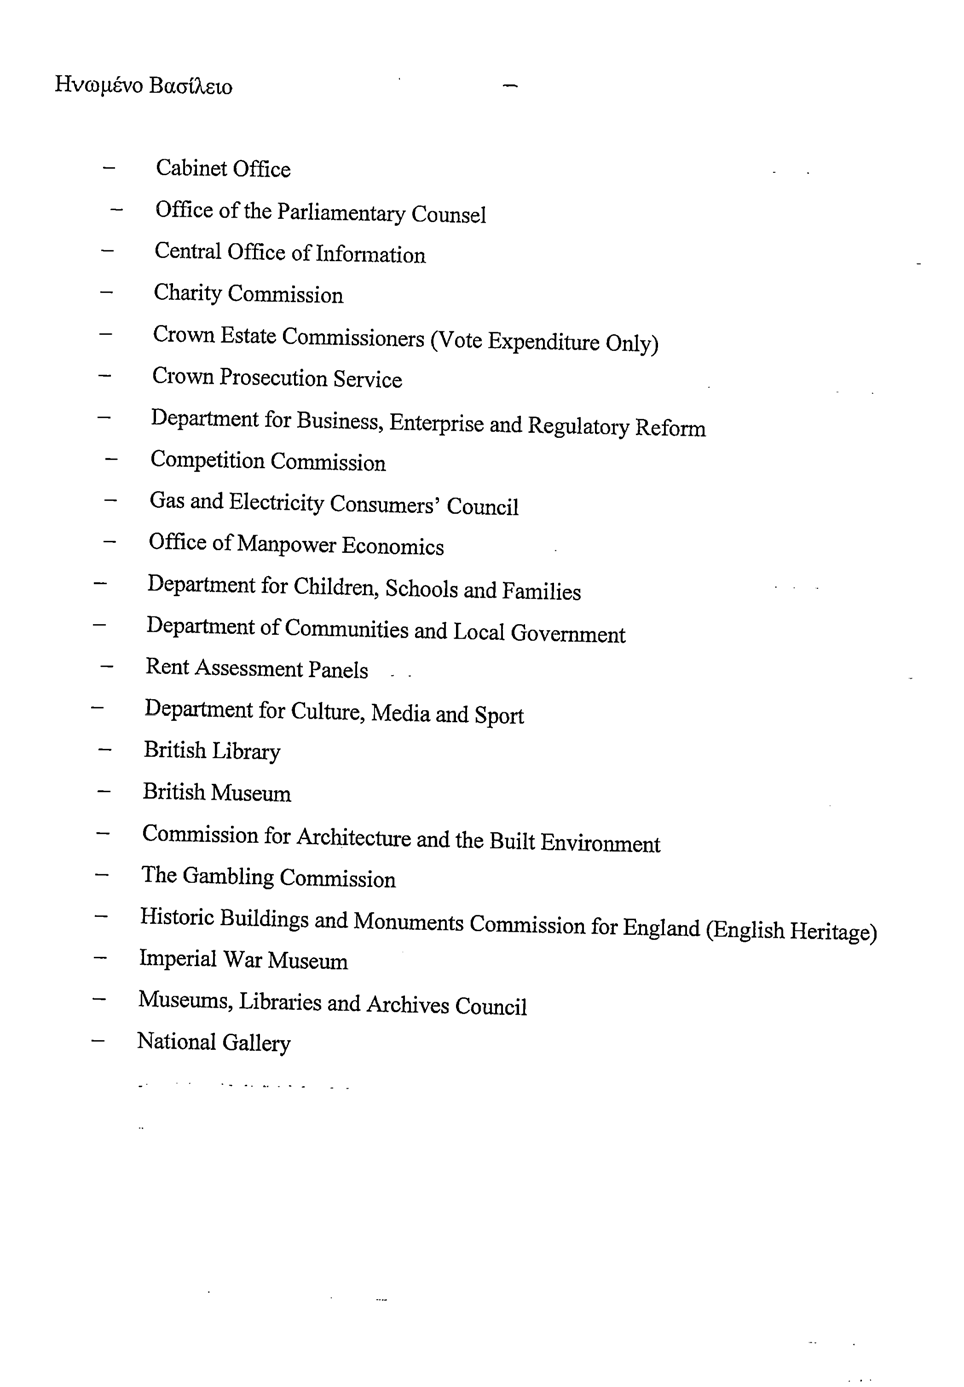 Ηνωμένο Βασίλειο –
– Cabinet Office
– Office of the Parliamentary Counsel
– Central Office of Information
– Charity Commission
– Crown Estate Commissioners (Vote Expenditure Only)
– Crown Prosecution Service
– Department for Business, Enterprise and Regulatory Reform
– Competition Commission
– Gas and Electricity Consumers’ Council
– Office of Manpower Economics
– Department for Children, Schools and Families
– Department of Communities and Local Government
– Rent Assessment Panels
– Department for Culture, Media and Sport
– British Library
– British Museum
– Commission for Architecture and the Built Environment
– The Gambling Commission
– Historic Buildings and Monuments Commission for England (English Heritage)
– Imperial War Museum
– Museums, Libraries and Archives Council
– National Gallery